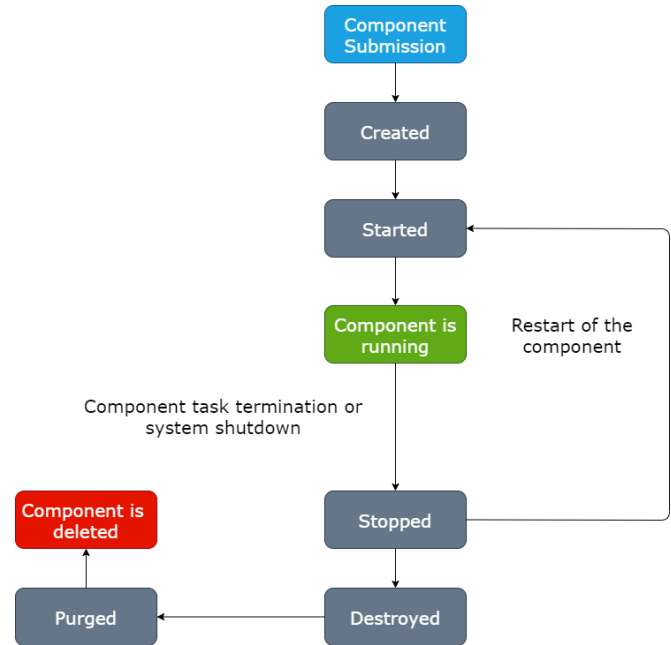 Component
Submission
Created
Started
Component is
running
Restart of the
component
Component task termination or
system shutdown
Component is
deleted
Stopped
Purged
Destroyed